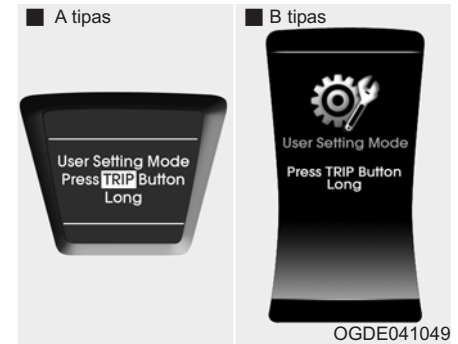 A tipas
User Setting Mode
Press TRIP Button
Long
B tipas
User Setting Mode
Press TRIP Button
Long
OGDE041049